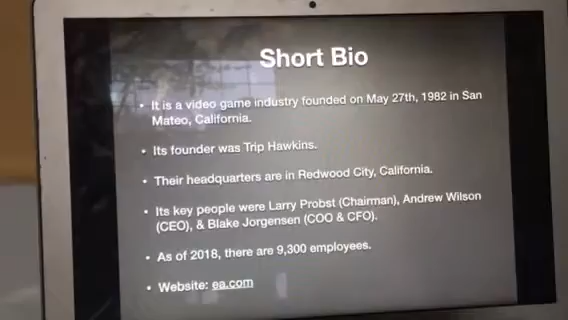 Short Bio
• It is a video game industry founded on May 27th, 1982 in San
Mateo, California.
• Its founder was Trip Hawkins.
• Their headquarters are in Redwood City, California.
• Its key people were Larry Probst (Chairman), Andrew Wilson
(CEO), & Blake Jorgensen (COO & CFO).
• As of 2018, there are 9,300 employees.
• Website: ea.com